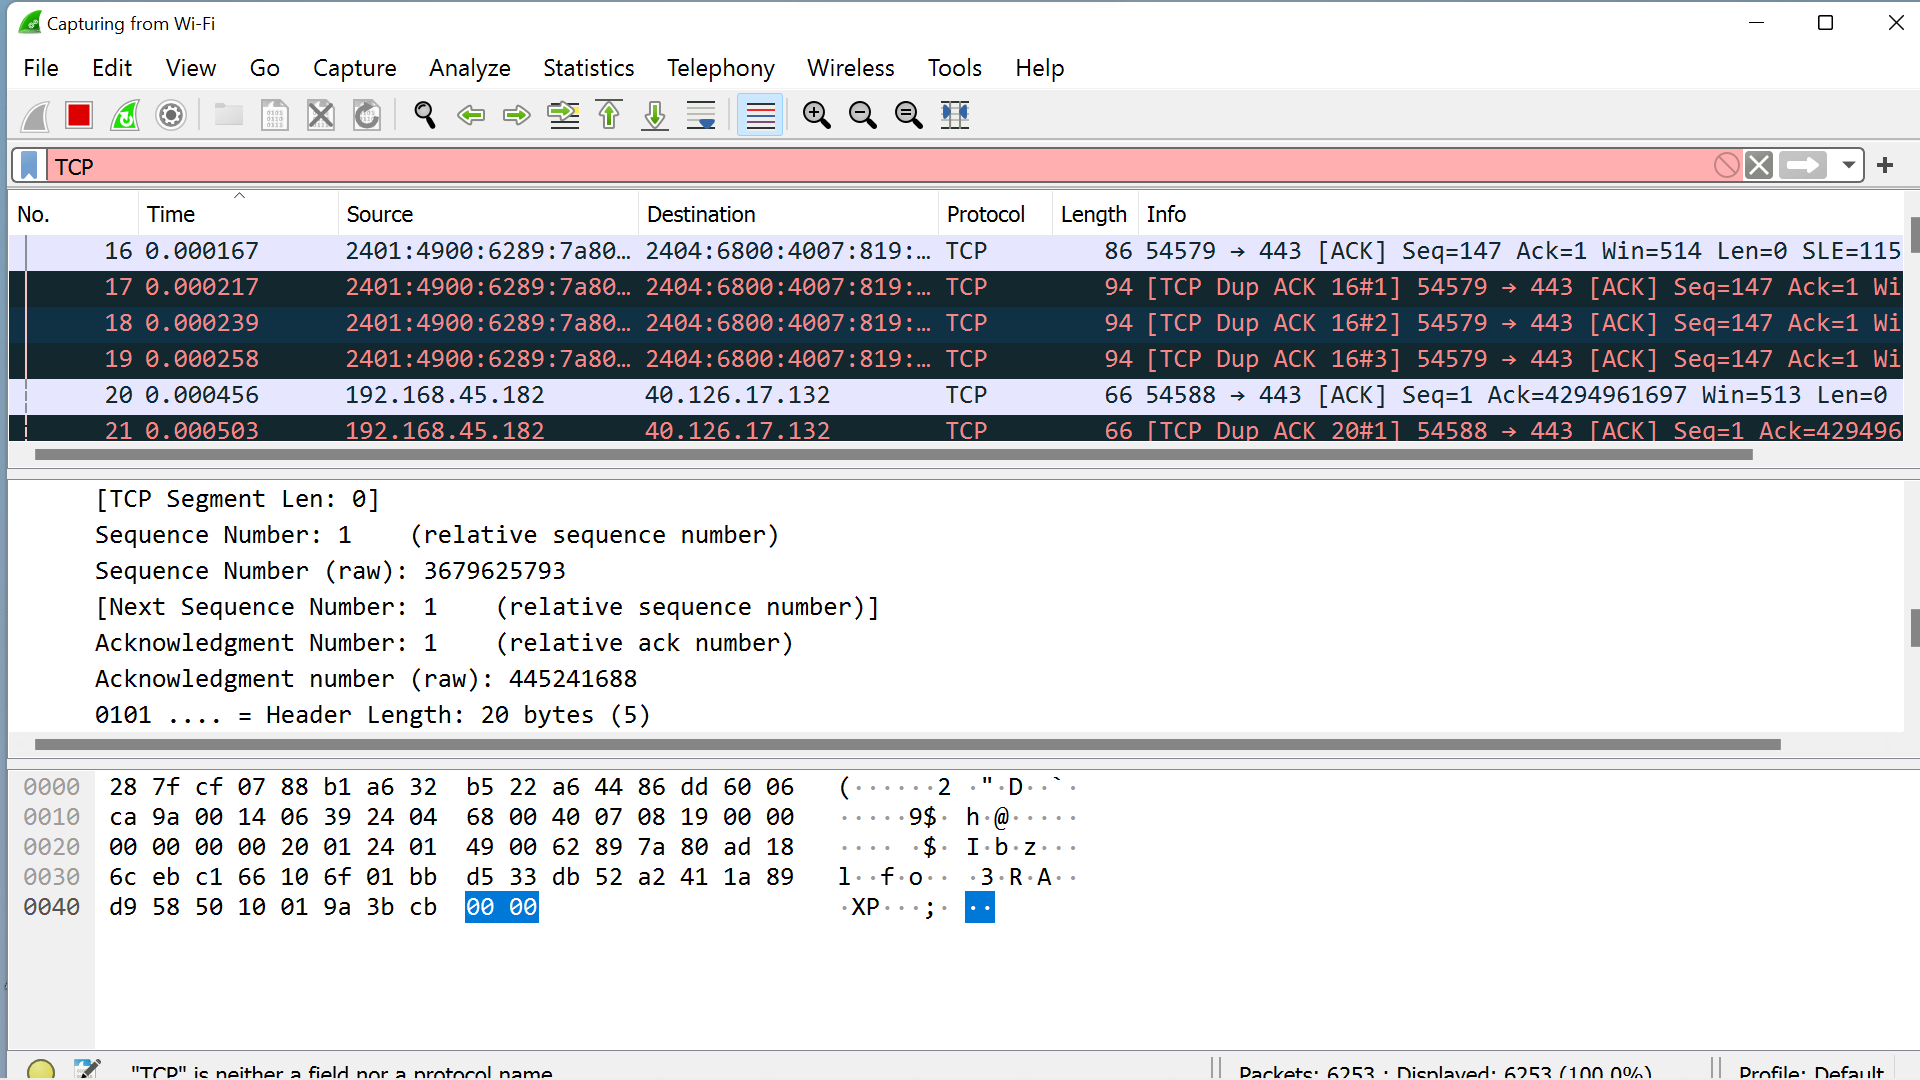 Capturing from Wi-Fi
File Edit View Go Capture Analyze Statistics Telephony Wireless Tools Help
TCP
No. Time Source Destination Protocol Length Info
16 0.000167 2401:4900:6289:7a80… 2404:6800:4007:819:… TCP 86 54579 → 443 [ACK] Seq=147 Ack=1 Win=514 Len=0 SLE=115
17 0.000217 2401:4900:6289:7a80… 2404:6800:4007:819:… TCP 94 [TCP Dup ACK 16#1] 54579 → 443 [ACK] Seq=147 Ack=1 Wi
18 0.000239 2401:4900:6289:7a80… 2404:6800:4007:819:… TCP 94 [TCP Dup ACK 16#2] 54579 → 443 [ACK] Seq=147 Ack=1 Wi
19 0.000258 2401:4900:6289:7a80… 2404:6800:4007:819:… TCP 94 [TCP Dup ACK 16#3] 54579 → 443 [ACK] Seq=147 Ack=1 Wi
20 0.000456 192.168.45.182 40.126.17.132 TCP 66 54588 → 443 [ACK] Seq=1 Ack=4294961697 Win=513 Len=0
21 0.000503 192.168.45.182 40.126.17.132 TCP 66 [TCP Dup ACK 20#1] 54588 → 443 [ACK] Seq=1 Ack=429496
[TCP Segment Len: 0]
Sequence Number: 1    (relative sequence number)
Sequence Number (raw): 3679625793
[Next Sequence Number: 1    (relative sequence number)]
Acknowledgment Number: 1    (relative ack number)
Acknowledgment number (raw): 445241688
0101 .... = Header Length: 20 bytes (5)
0000 28 7f cf 07 88 b1 a6 32 b5 22 a6 44 86 dd 60 06 (······2 ·"·D··`·
0010 ca 9a 00 14 06 39 24 04 68 00 40 07 08 19 00 00 ·····9$· h·@·····
0020 00 00 00 00 20 01 24 01 49 00 62 89 7a 80 ad 18 ···· ·$· I·b·z···
0030 6c eb c1 66 10 6f 01 bb d5 33 db 52 a2 41 1a 89 l··f·o·· ·3·R·A··
0040 d9 58 50 10 01 9a 3b cb 00 00 ·XP···;· ··
"TCP" is neither a field nor a protocol name. Packets: 6253 · Displayed: 6253 (100.0%) Profile: Default